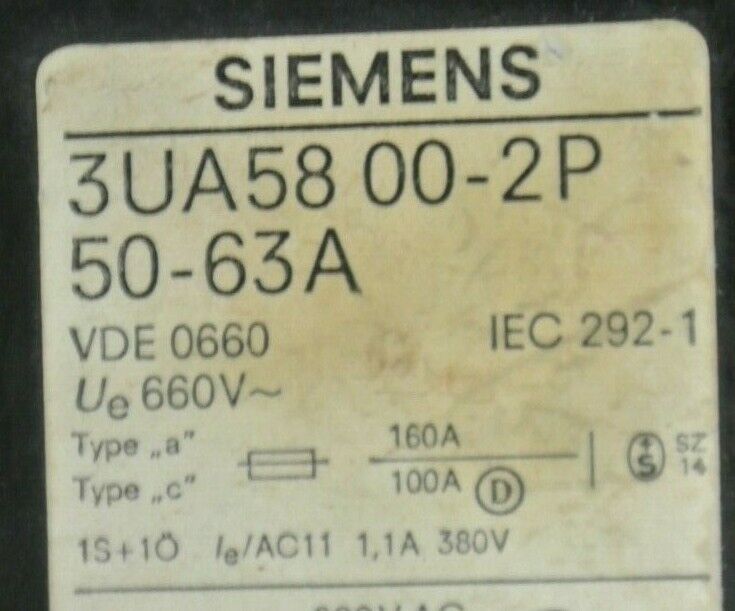 SIEMENS
3UA58 00-2P
50-63A
VDE 0660 IEC 292-1
Ue 660V~
Type „a" 160A
Type „c" 100A D
S SZ 14
1S+1Ö Ie/AC11 1,1A 380V